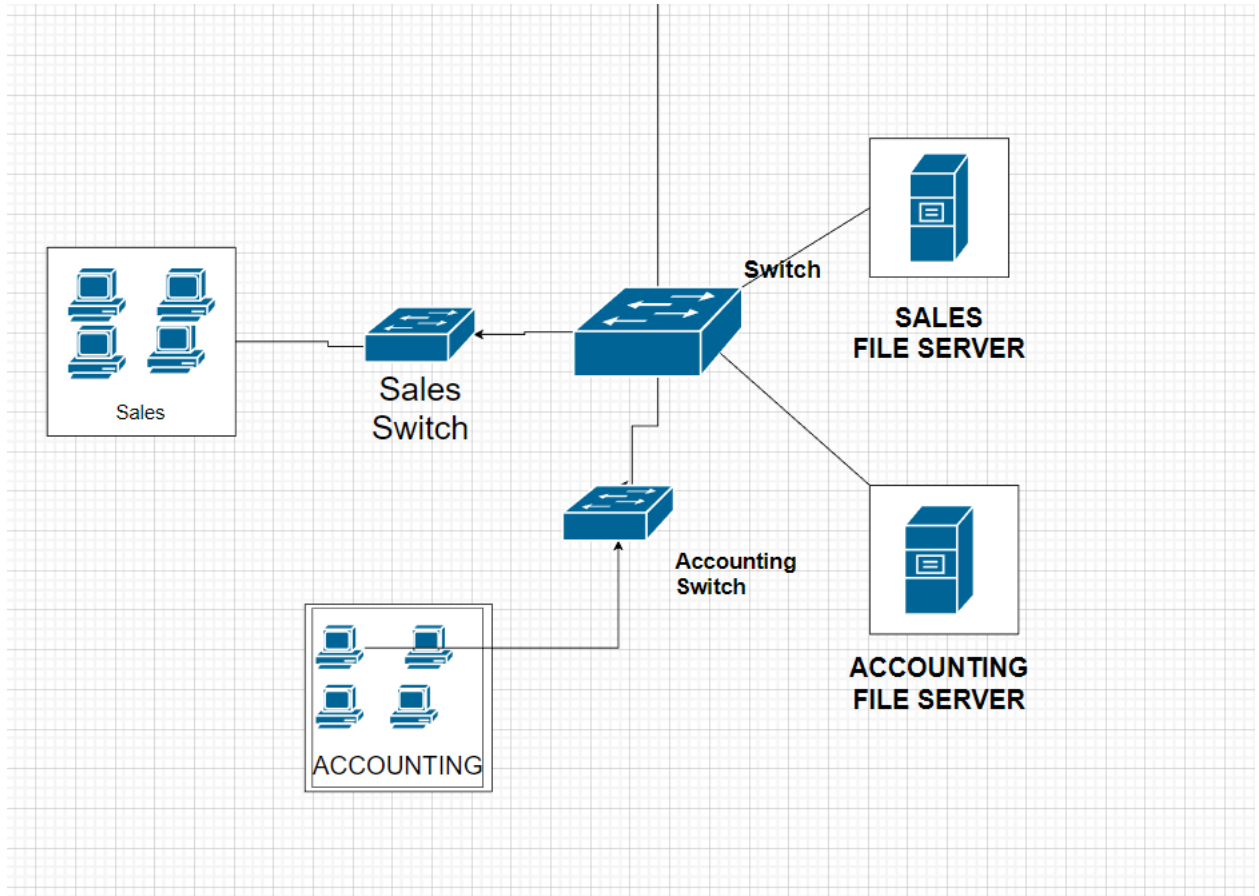 Switch
SALES
FILE SERVER
Sales
Switch
Sales
Accounting
Switch
ACCOUNTING
FILE SERVER
ACCOUNTING